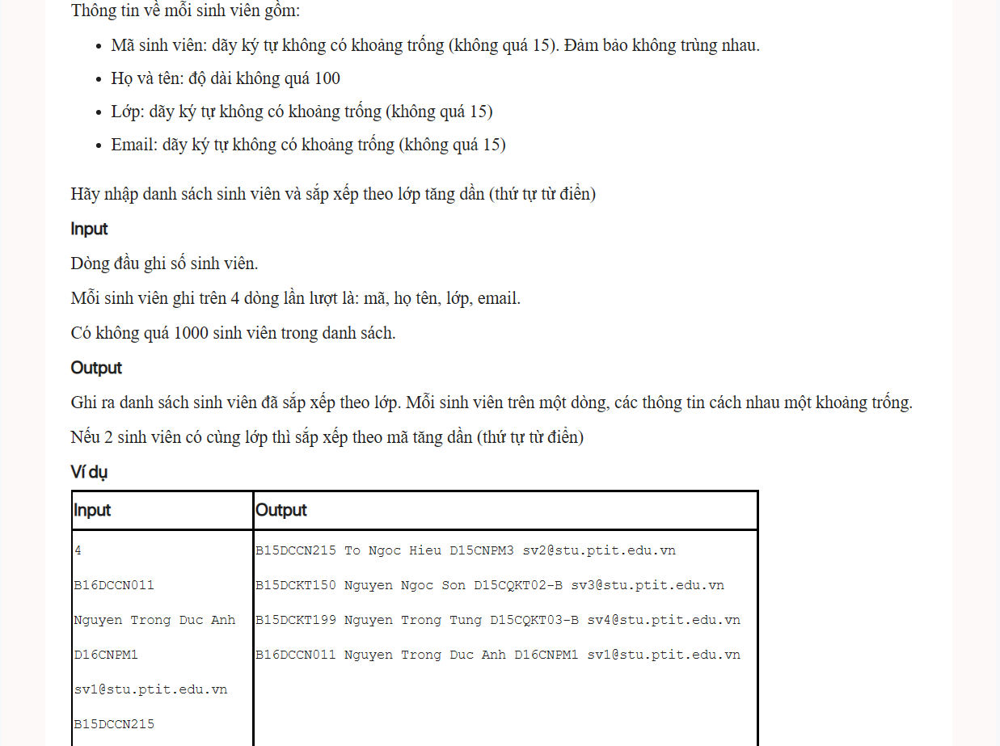 Thông tin về mỗi sinh viên gồm:
Mã sinh viên: dãy ký tự không có khoảng trống (không quá 15). Đảm bảo không trùng nhau.
Họ và tên: độ dài không quá 100
Lớp: dãy ký tự không có khoảng trống (không quá 15)
Email: dãy ký tự không có khoảng trống (không quá 15)
Hãy nhập danh sách sinh viên và sắp xếp theo lớp tăng dần (thứ tự từ điển)
Input
Dòng đầu ghi số sinh viên.
Mỗi sinh viên ghi trên 4 dòng lần lượt là: mã, họ tên, lớp, email.
Có không quá 1000 sinh viên trong danh sách.
Output
Ghi ra danh sách sinh viên đã sắp xếp theo lớp. Mỗi sinh viên trên một dòng, các thông tin cách nhau một khoảng trống.
Nếu 2 sinh viên có cùng lớp thì sắp xếp theo mã tăng dần (thứ tự từ điển)
Ví dụ
Input
Output
4
B16DCCN011
Nguyen Trong Duc Anh
D16CNPM1
sv1@stu.ptit.edu.vn
B15DCCN215
B15DCCN215 To Ngoc Hieu D15CNPM3 sv2@stu.ptit.edu.vn
B15DCKT150 Nguyen Ngoc Son D15CQKT02-B sv3@stu.ptit.edu.vn
B15DCKT199 Nguyen Trong Tung D15CQKT03-B sv4@stu.ptit.edu.vn
B16DCCN011 Nguyen Trong Duc Anh D16CNPM1 sv1@stu.ptit.edu.vn